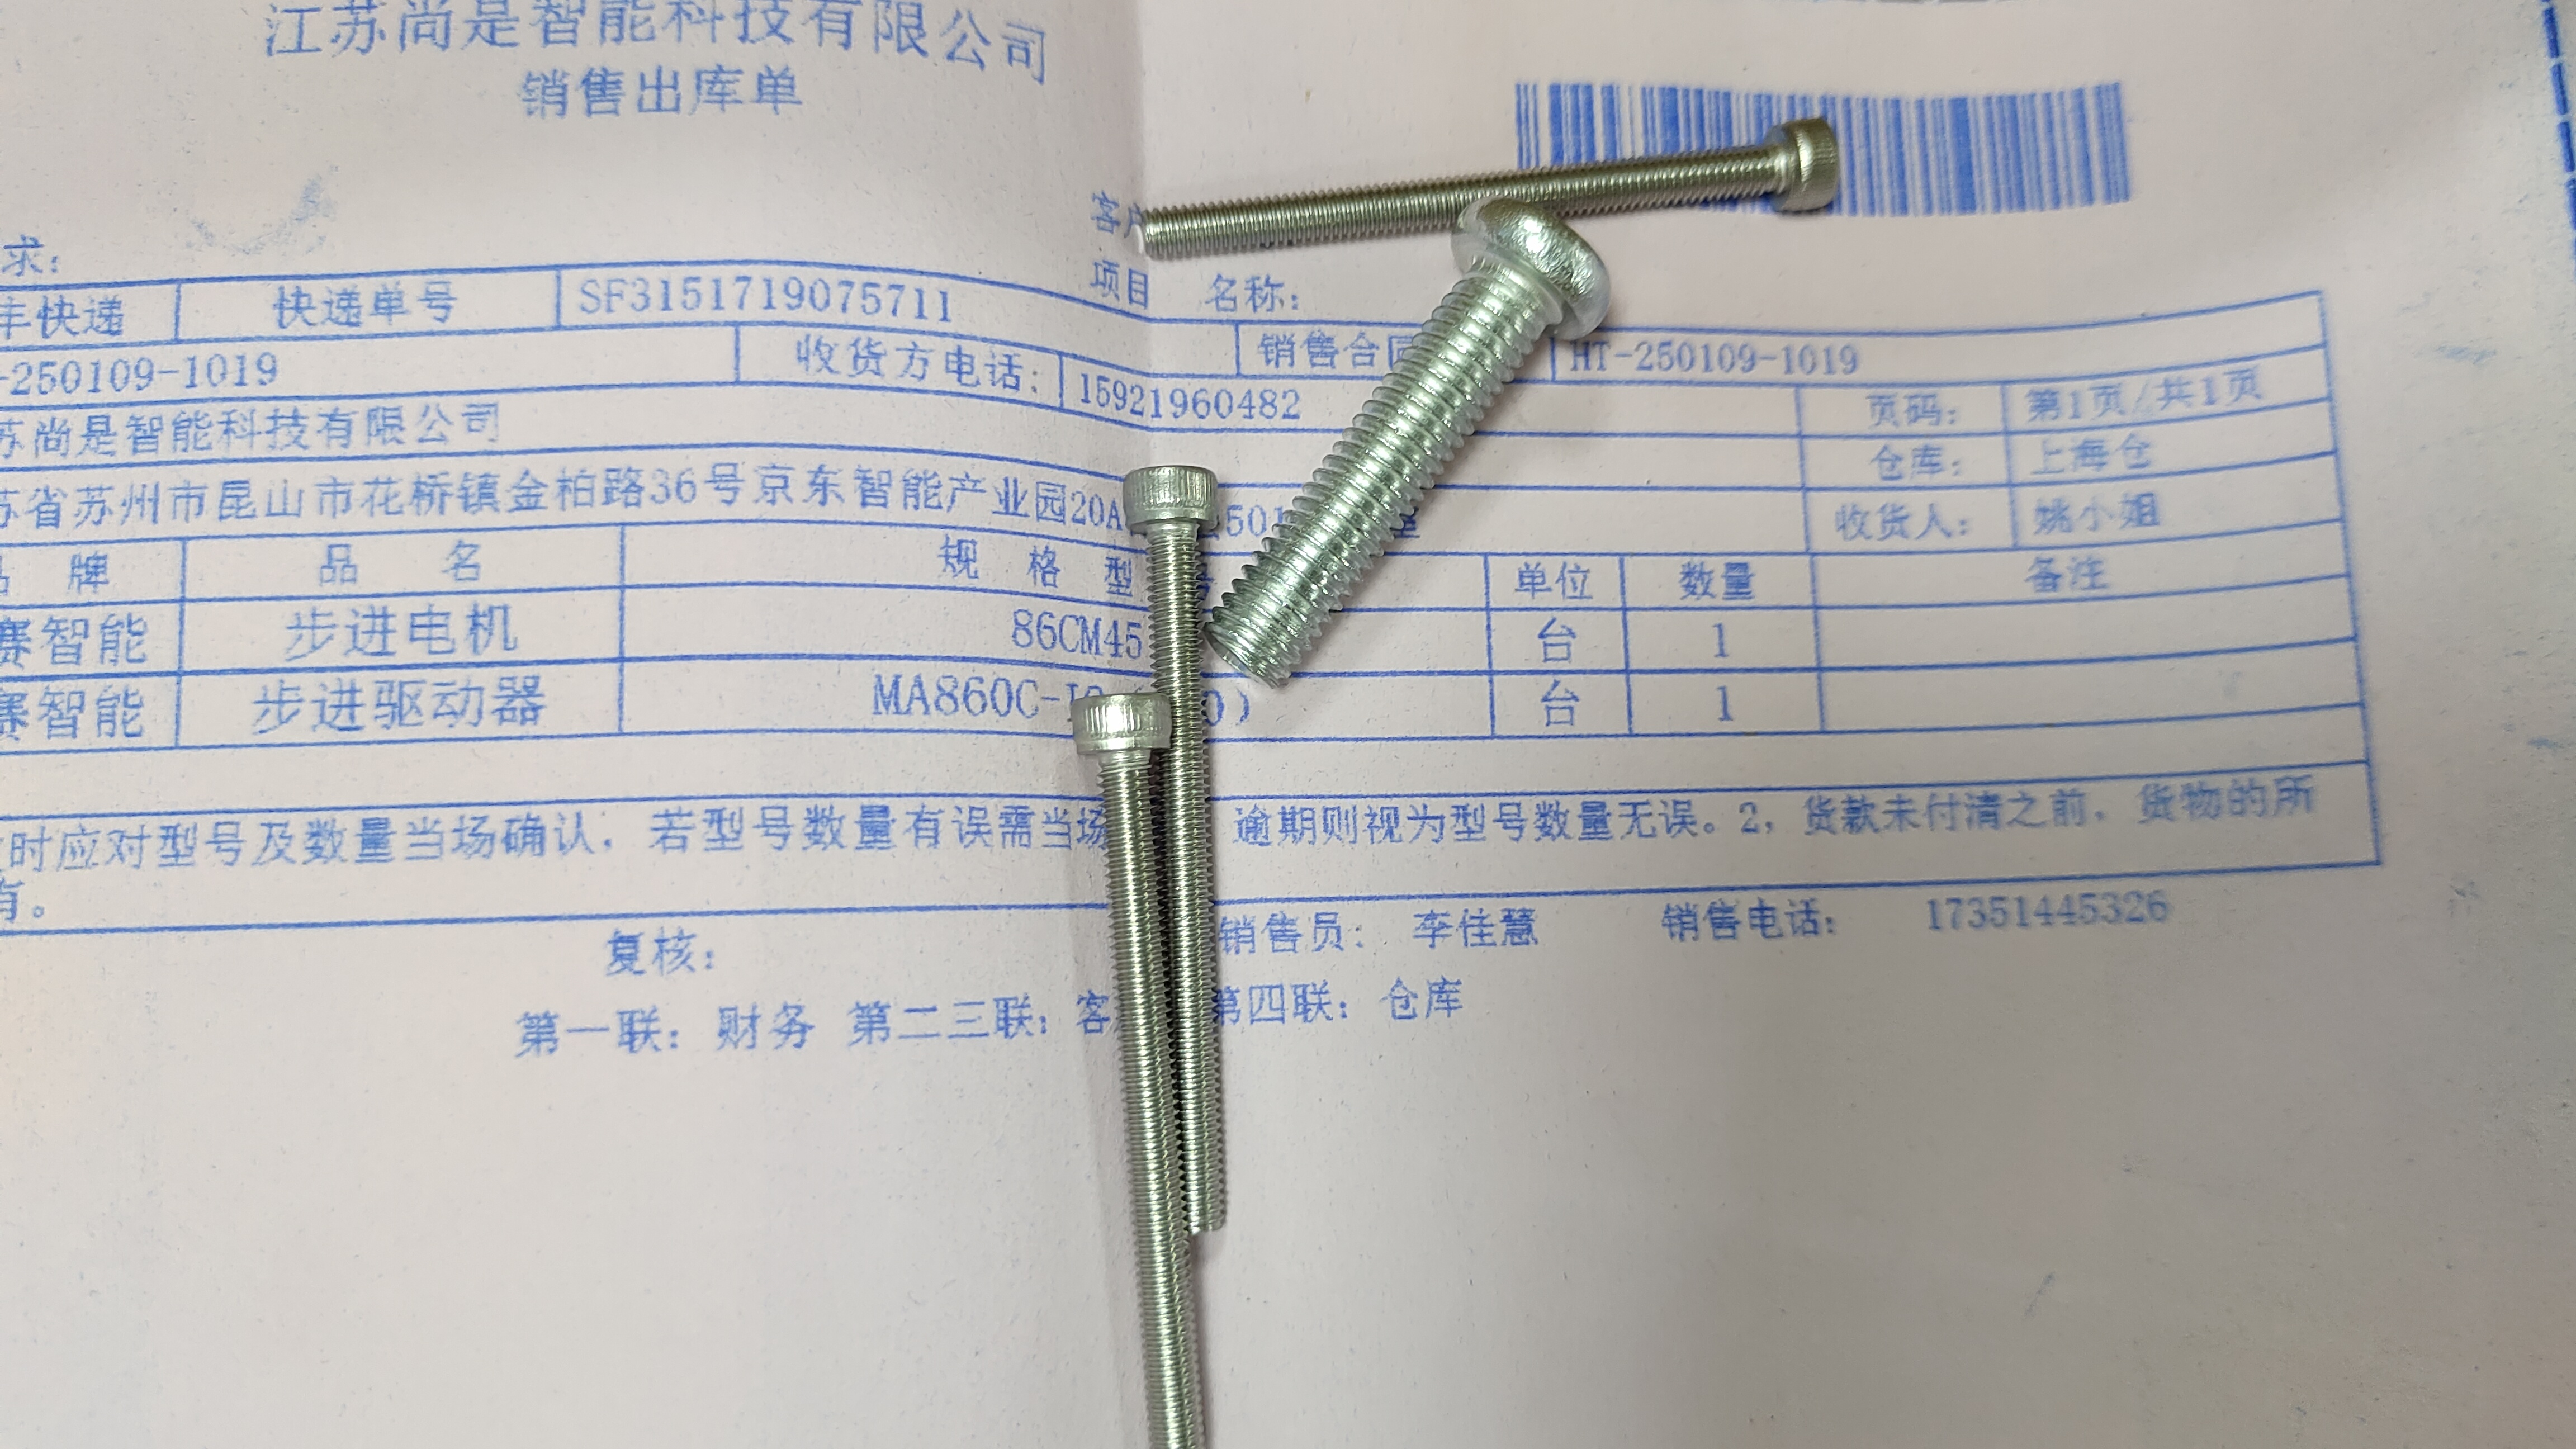 江苏尚是智能科技有限公司
销售出库单
客户
求:
项目 名称:
丰快递 快递单号 SF3151719075711
销售合同 HT-250109-1019
-250109-1019 收货方电话: 15921960482
页码: 第1页/共1页
苏尚是智能科技有限公司
仓库: 上海仓
苏省苏州市昆山市花桥镇金柏路36号京东智能产业园20A 501
收货人: 姚小姐
品 牌 品 名 规 格 型 号 单位 数量 备注
赛智能 步进电机 86CM45 台 1
赛智能 步进驱动器 MA860C- 0) 台 1
时应对型号及数量当场确认, 若型号数量有误需当场 逾期则视为型号数量无误。2, 货款未付清之前, 货物的所
有。
复核: 销售员: 李佳慧 销售电话: 17351445326
第一联: 财务 第二三联: 客 第四联: 仓库